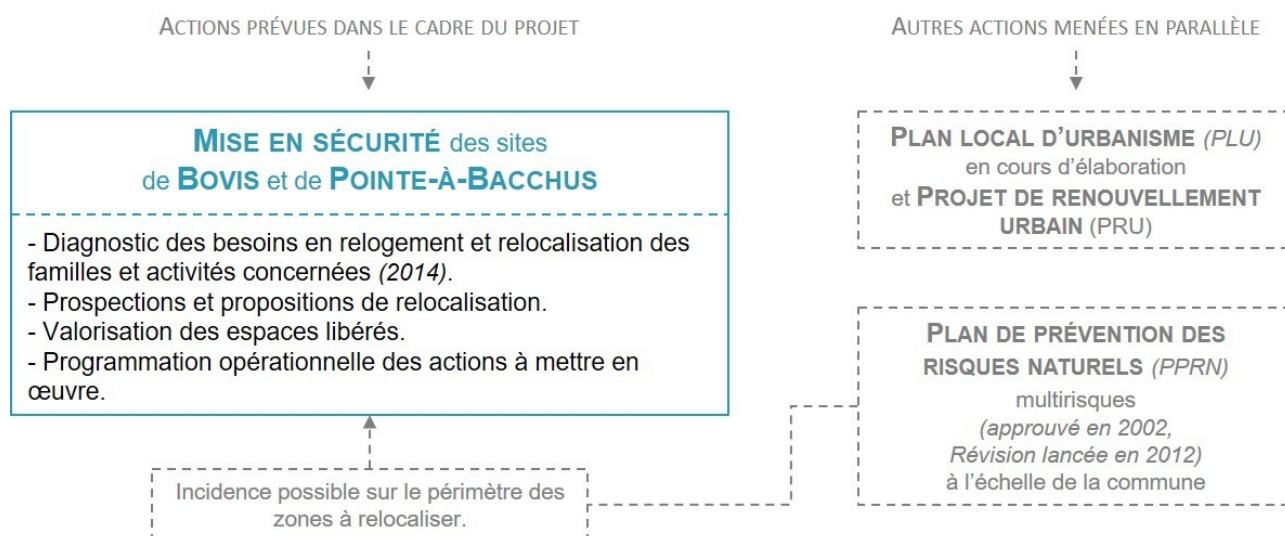 ACTIONS PRÉVUES DANS LE CADRE DU PROJET
MISE EN SÉCURITÉ des sites
de BOVIS et de POINTE-À-BACCHUS
- Diagnostic des besoins en relogement et relocalisation des
familles et activités concernées (2014).
- Prospections et propositions de relocalisation.
- Valorisation des espaces libérés.
- Programmation opérationnelle des actions à mettre en
œuvre.
Incidence possible sur le périmètre des
zones à relocaliser.
AUTRES ACTIONS MENÉES EN PARALLÈLE
PLAN LOCAL D'URBANISME (PLU)
en cours d'élaboration
et PROJET DE RENOUVELLEMENT
URBAIN (PRU)
PLAN DE PRÉVENTION DES
RISQUES NATURELS (PPRN)
multirisques
(approuvé en 2002,
Révision lancée en 2012)
à l'échelle de la commune